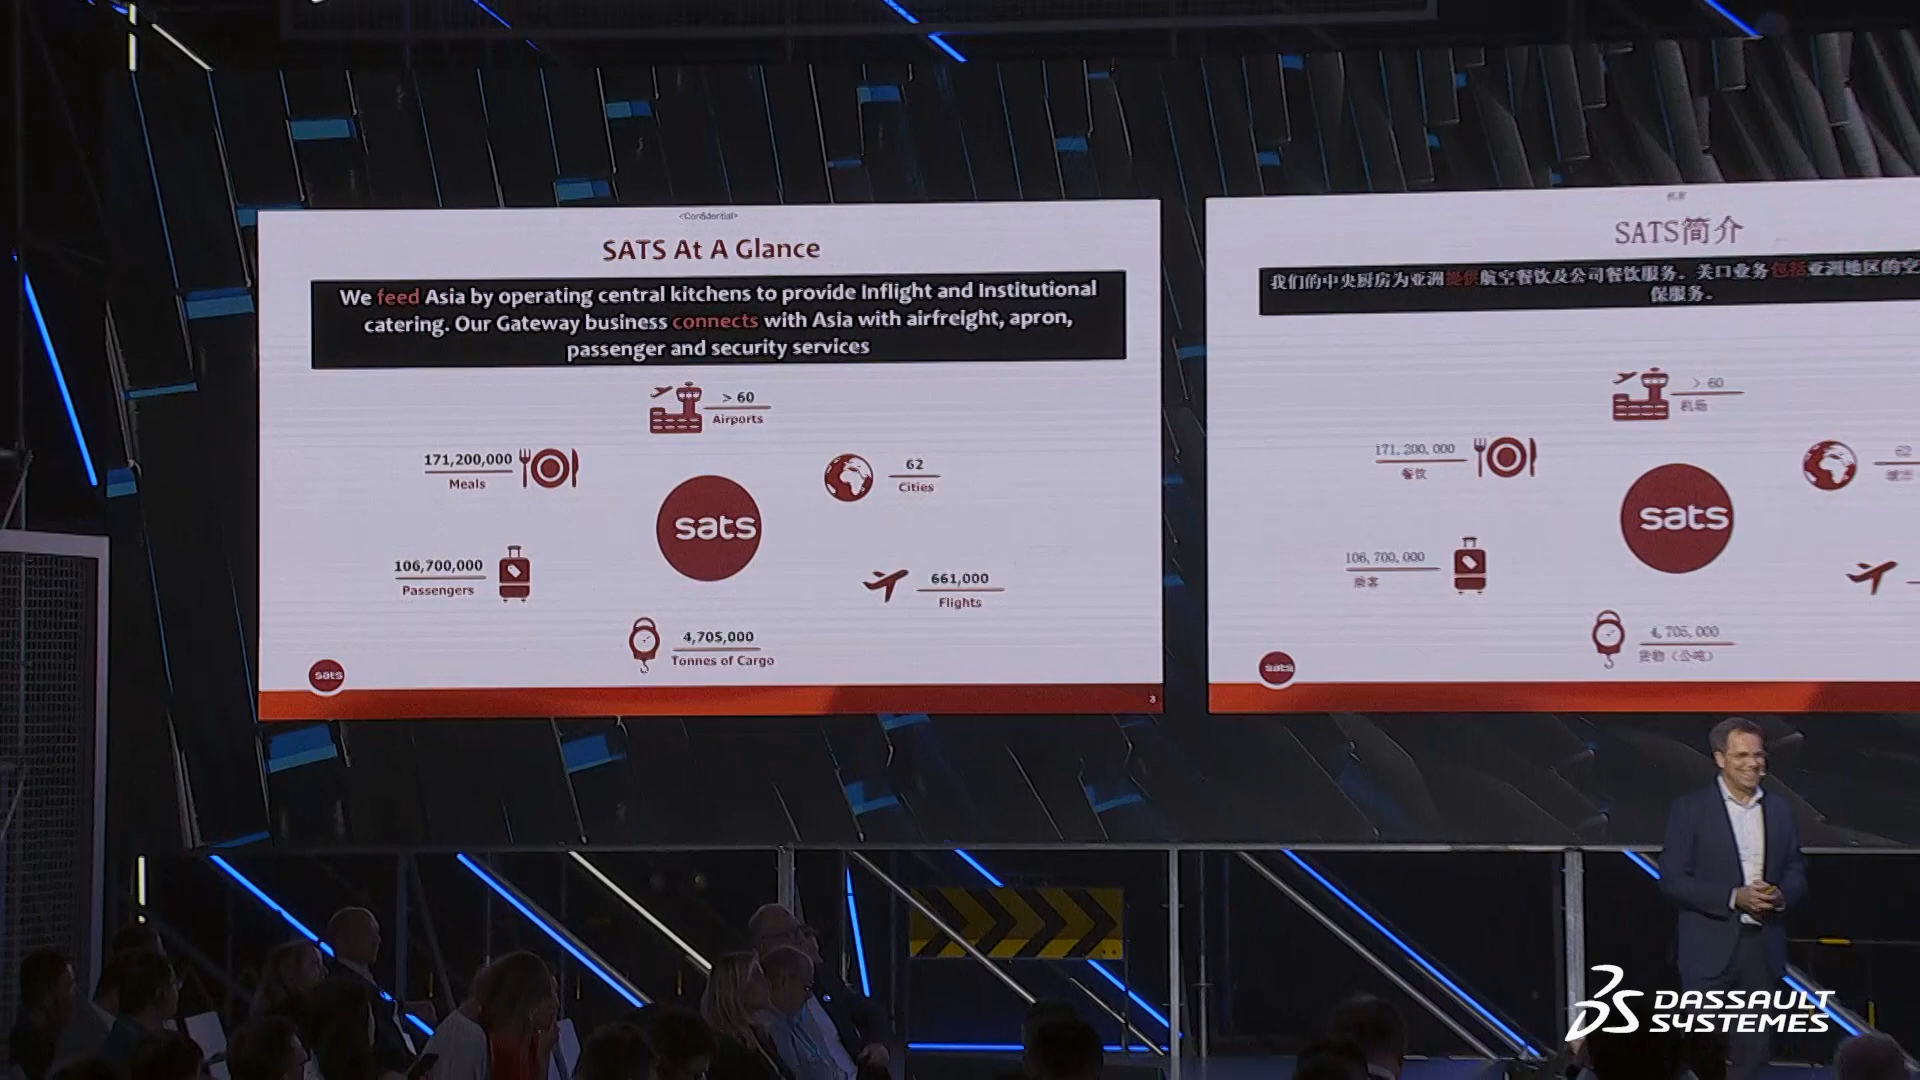 <Confidential>
SATS At A Glance
We feed Asia by operating central kitchens to provide Inflight and Institutional
catering. Our Gateway business connects with Asia with airfreight, apron,
passenger and security services
> 60
Airports
171,200,000
Meals
62
Cities
sats
106,700,000
Passengers
661,000
Flights
4,705,000
Tonnes of Cargo
sats
3
SATS简介
我们的中央厨房为亚洲提供航空餐饮及公司餐饮服务。关口业务包括亚洲地区的空
保服务。
> 60
机场
171,200,000
餐饮
62
sats
106,700,000
乘客
4,705,000
货物（公吨）
sats
DASSAULT
SYSTEMES